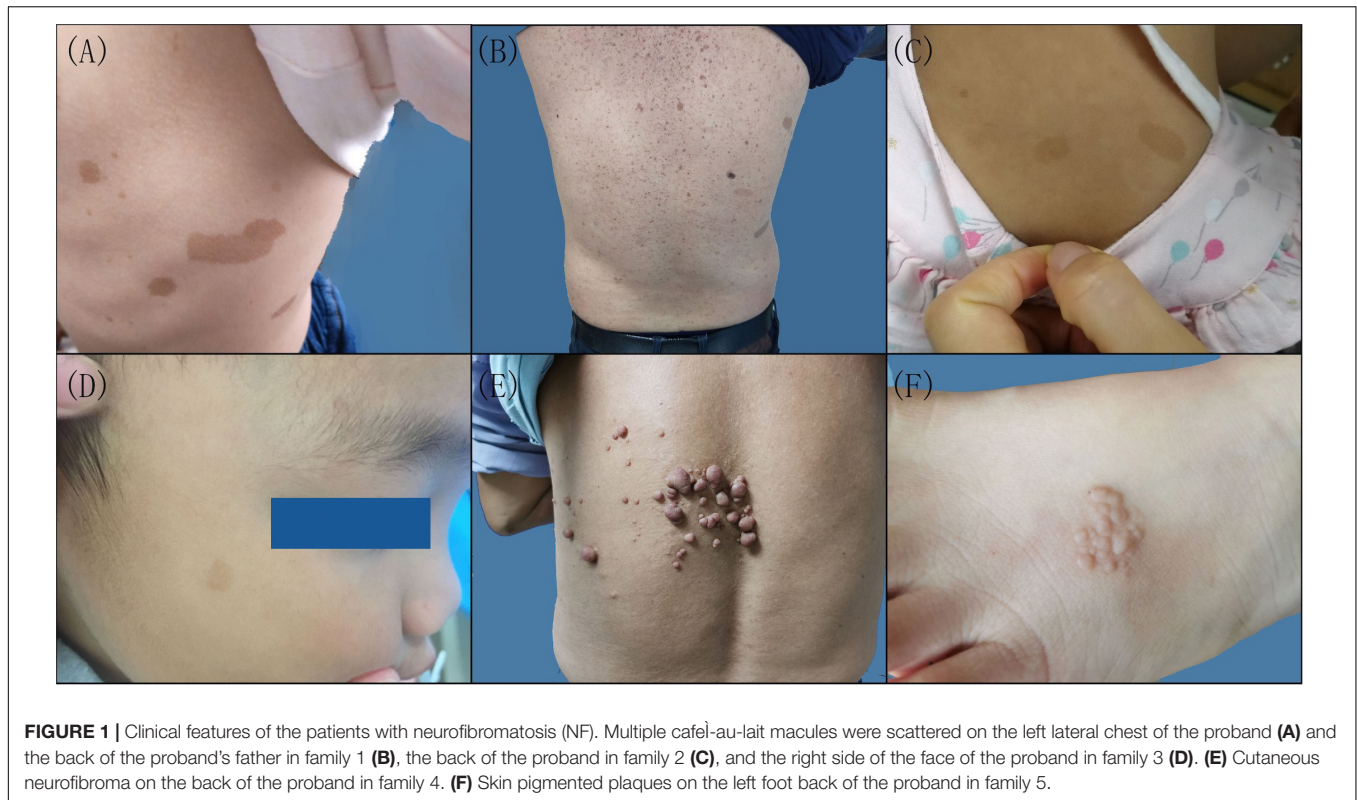 (A)
(B)
(C)
(D)
(E)
(F)
FIGURE 1 | Clinical features of the patients with neurofibromatosis (NF). Multiple cafeÌ-au-lait macules were scattered on the left lateral chest of the proband (A) and
the back of the proband's father in family 1 (B), the back of the proband in family 2 (C), and the right side of the face of the proband in family 3 (D). (E) Cutaneous
neurofibroma on the back of the proband in family 4. (F) Skin pigmented plaques on the left foot back of the proband in family 5.